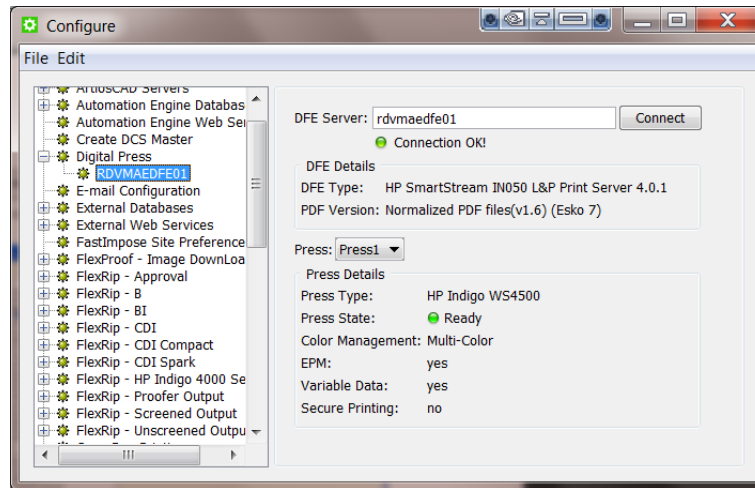 Configure
File Edit
ArtiosCAD Servers
Automation Engine Databas
Automation Engine Web Ser
Create DCS Master
Digital Press
RDVMAEDFE01
E-mail Configuration
External Databases
External Web Services
FastImpose Site Preference
FlexProof - Image DownLoa
FlexRip - Approval
FlexRip - B
FlexRip - BI
FlexRip - CDI
FlexRip - CDI Compact
FlexRip - CDI Spark
FlexRip - HP Indigo 4000 Se
FlexRip - Proofer Output
FlexRip - Screened Output
FlexRip - Unscreened Outpu
DFE Server: rdvmaedfe01 Connect
Connection OK!
DFE Details
DFE Type: HP SmartStream IN050 L&P Print Server 4.0.1
PDF Version: Normalized PDF files(v1.6) (Esko 7)
Press: Press1
Press Details
Press Type: HP Indigo WS4500
Press State: Ready
Color Management: Multi-Color
EPM: yes
Variable Data: yes
Secure Printing: no